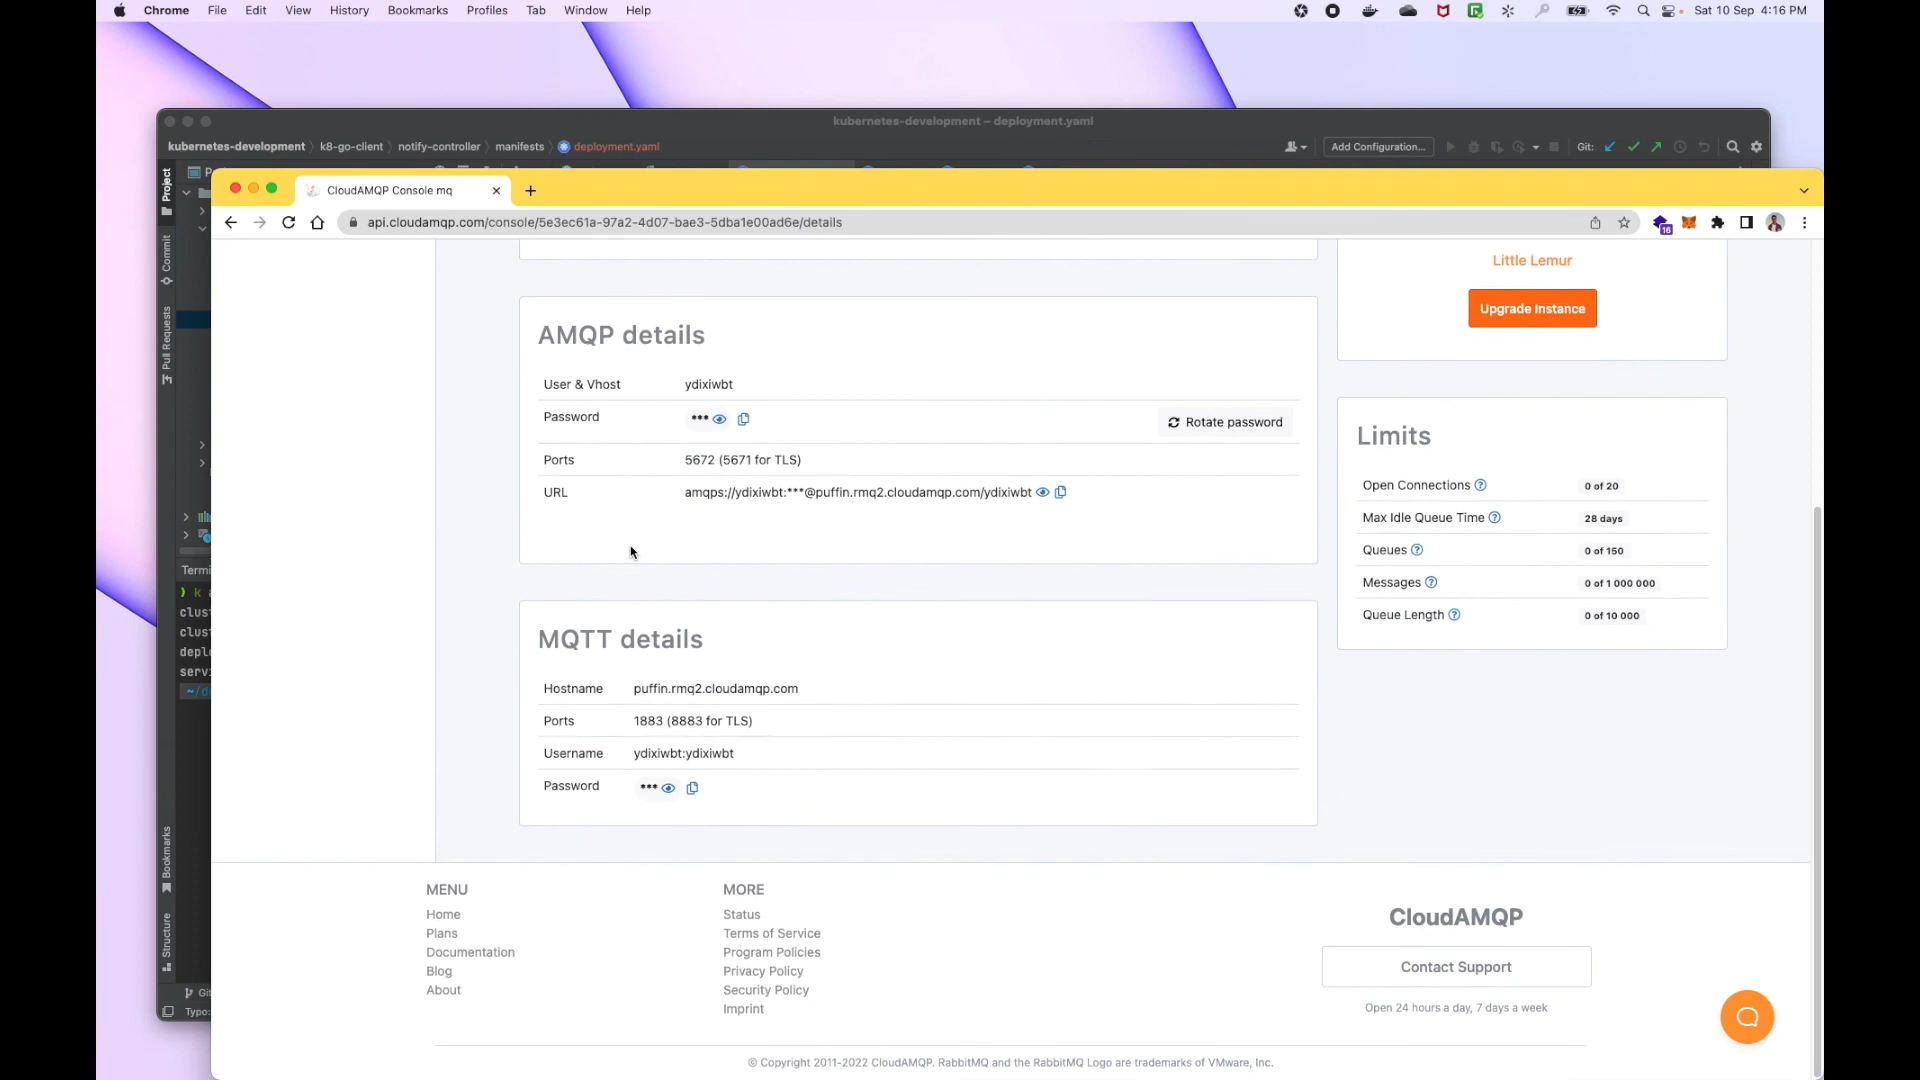 Chrome File Edit View History Bookmarks Profiles Tab Window Help Sat 10 Sep 4:16 PM
kubernetes-development – deployment.yaml
kubernetes-development k8-go-client notify-controller manifests deployment.yaml Add Configuration... Git:
Project
Commit
Pull Requests
Bookmarks
Structure
CloudAMQP Console mq
api.cloudamqp.com/console/5e3ec61a-97a2-4d07-bae3-5dba1e00ad6e/details
16
Little Lemur
Upgrade Instance
AMQP details
User & Vhost ydixiwbt
Password ***
Rotate password
Ports 5672 (5671 for TLS)
URL amqps://ydixiwbt:***@puffin.rmq2.cloudamqp.com/ydixiwbt
Limits
Open Connections 0 of 20
Max Idle Queue Time 28 days
Queues 0 of 150
Messages 0 of 1 000 000
Queue Length 0 of 10 000
MQTT details
Hostname puffin.rmq2.cloudamqp.com
Ports 1883 (8883 for TLS)
Username ydixiwbt:ydixiwbt
Password ***
MENU
Home
Plans
Documentation
Blog
About
MORE
Status
Terms of Service
Program Policies
Privacy Policy
Security Policy
Imprint
CloudAMQP
Contact Support
Open 24 hours a day, 7 days a week
© Copyright 2011-2022 CloudAMQP. RabbitMQ and the RabbitMQ Logo are trademarks of VMware, Inc.